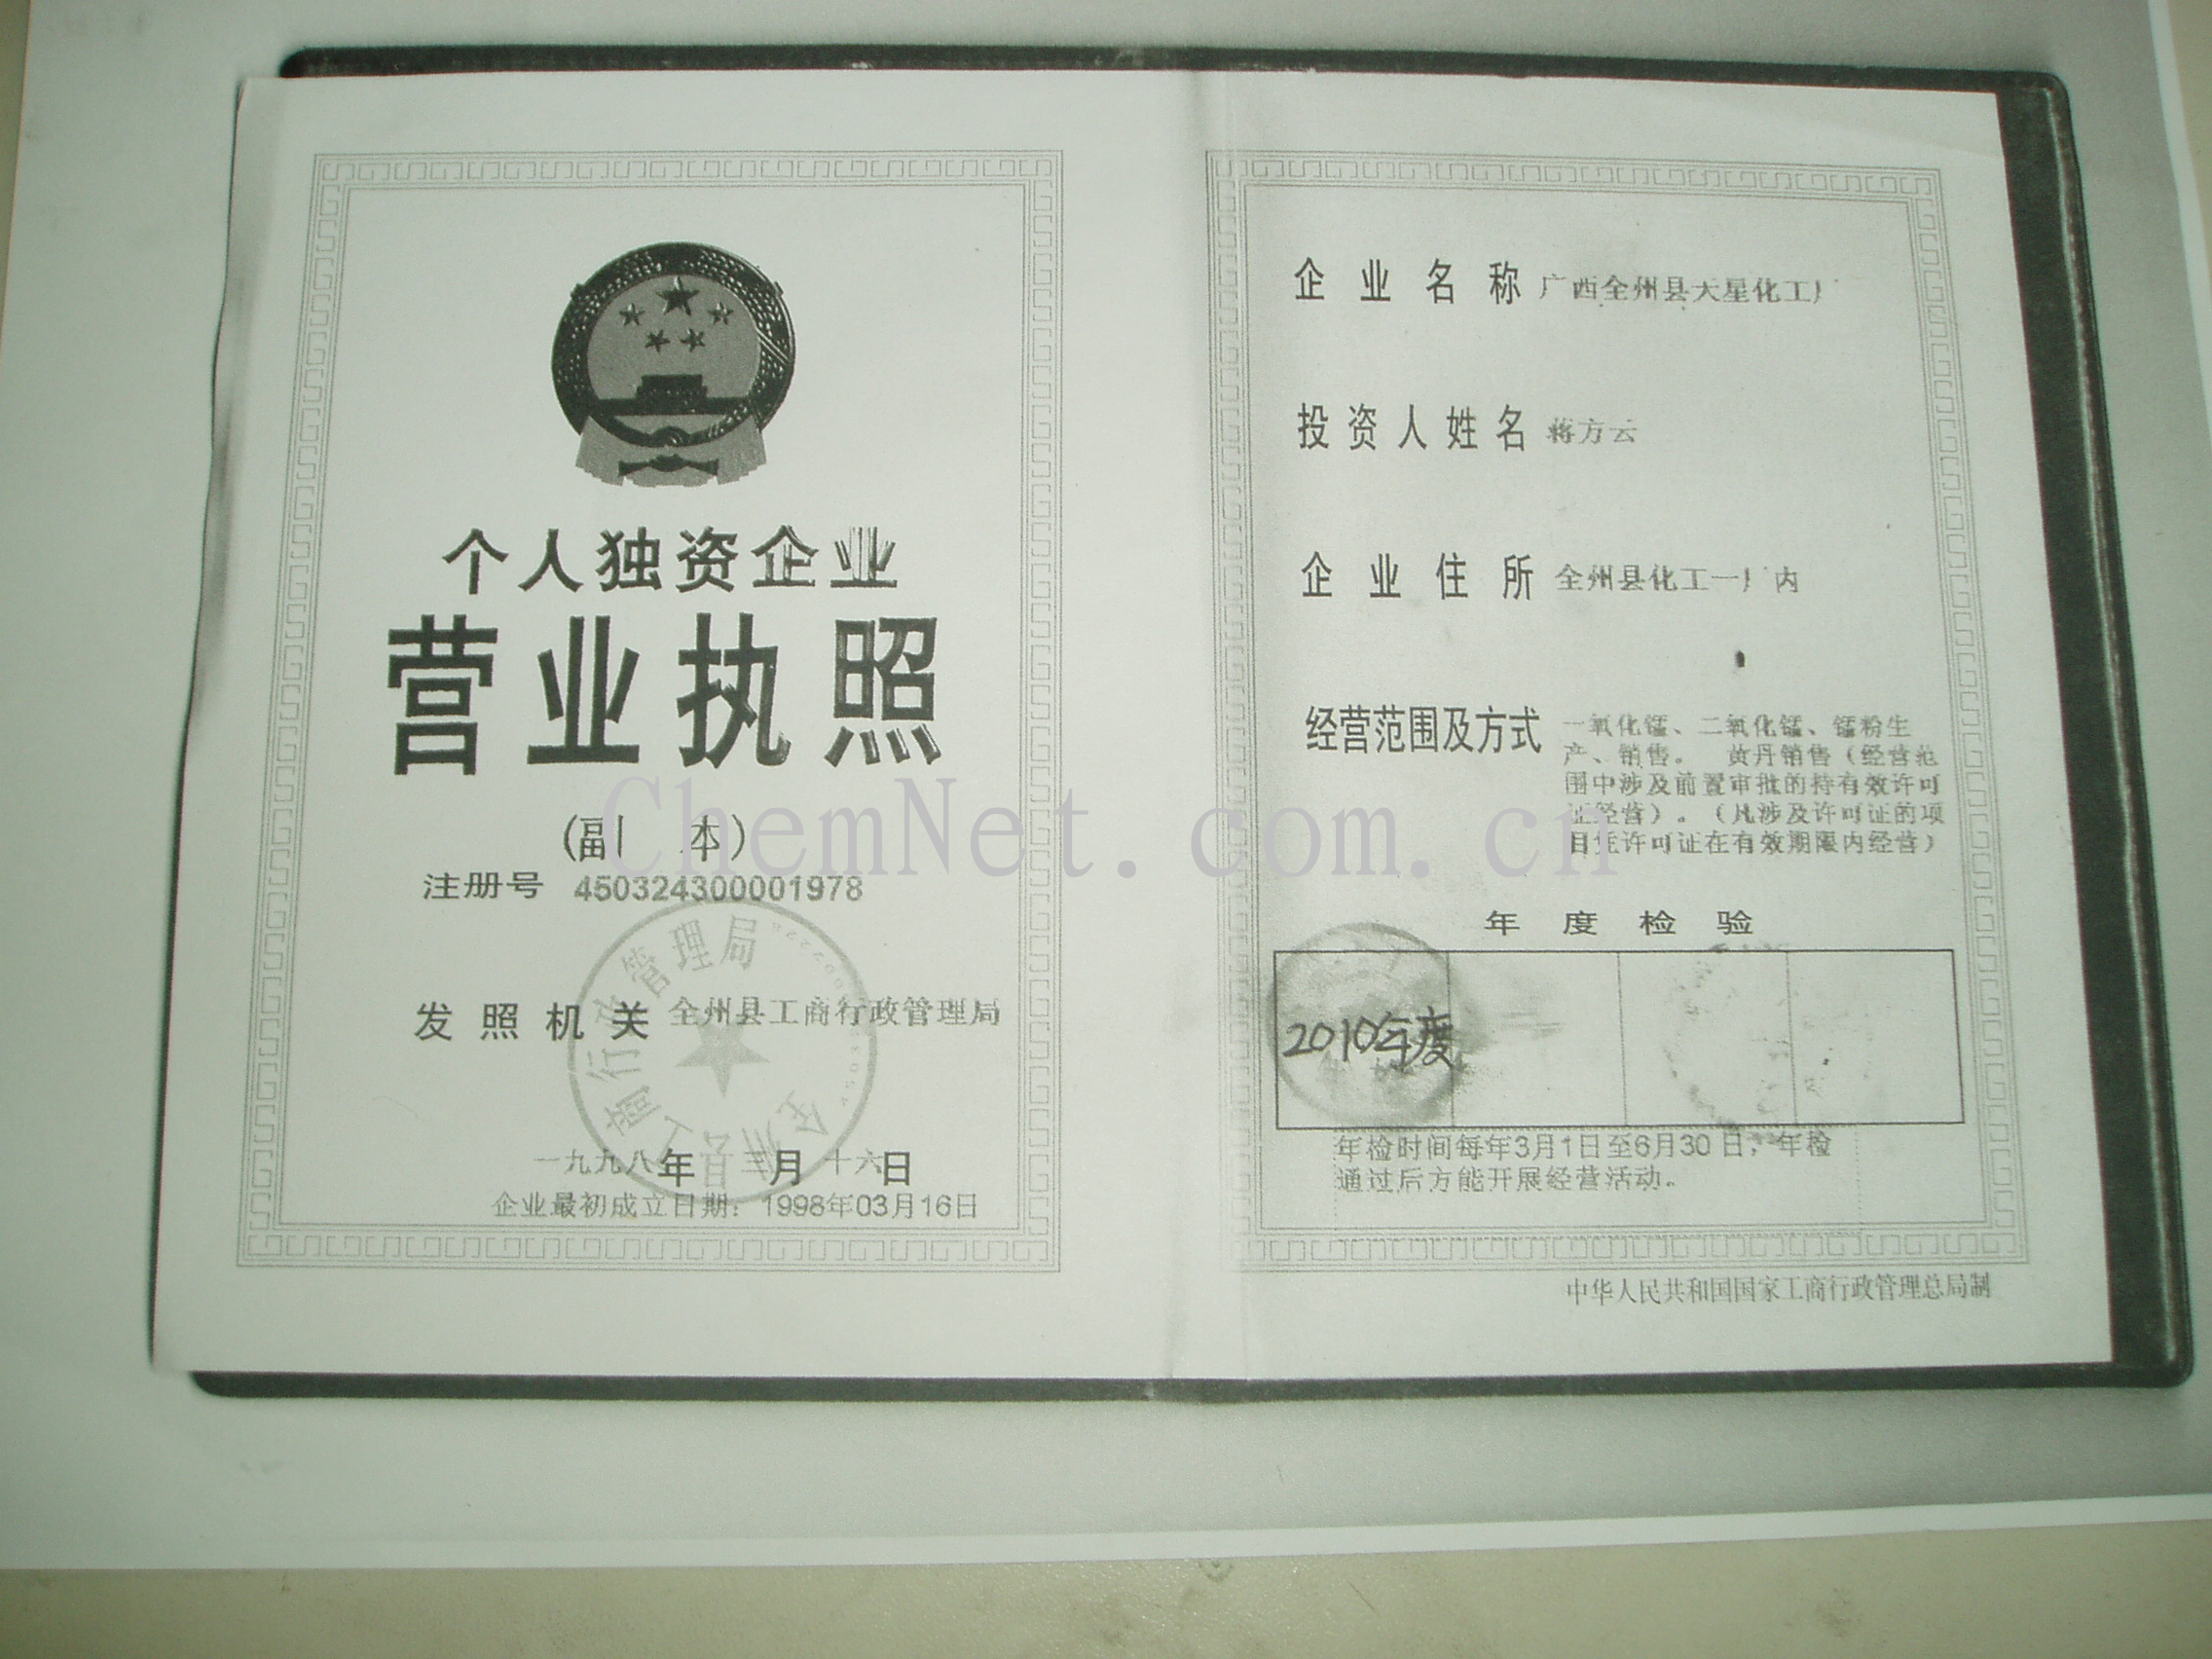 个人独资企业
营业执照
(副 本)
注册号 450324300001978
发照机关 全州县工商行政管理局
一九九八年三月十六日
企业最初成立日期：1998年03月16日
企业名称 广西全州县天星化工厂
投资人姓名 蒋方云
企业住所 全州县化工一厂内
经营范围及方式 一氧化锰、二氧化锰、锰粉生
产、销售。 黄丹销售（经营范
围中涉及前置审批的持有效许可
证经营）。（凡涉及许可证的项
目凭许可证在有效期限内经营）
年度检验
2010年度
年检时间每年3月1日至6月30日，年检
通过后方能开展经营活动。
中华人民共和国国家工商行政管理总局制
ChemNet.com.cn